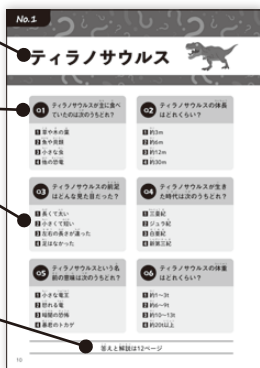 No.1
ティラノサウルス
01 ティラノサウルスが主に食べ
ていたのは次のうちどれ？
1 草や木の葉
2 魚や貝類
3 小さな虫
4 他の恐竜
02 ティラノサウルスの体長
はどれくらい？
1 約3m
2 約6m
3 約12m
4 約30m
03 ティラノサウルスの前足
はどんな見た目だった？
1 長くて太い
2 小さくて短い
3 左右の長さが違った
4 足はなかった
04 ティラノサウルスが生き
た時代は次のうちどれ？
1 三畳紀
2 ジュラ紀
3 白亜紀
4 新第三紀
05 ティラノサウルスという名
前の意味は次のうちどれ？
1 小さな竜王
2 恐れる竜
3 暗闇の恐怖
4 暴君のトカゲ
06 ティラノサウルスの体重
はどれくらい？
1 約1〜3t
2 約6〜9t
3 約10〜13t
4 約20t以上
答えと解説は12ページ
10